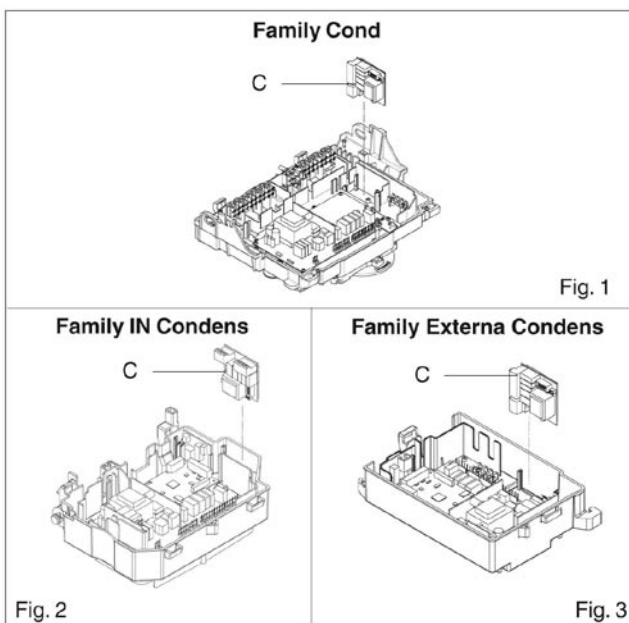 Family Cond
C
Fig. 1
Family IN Condens
C
Fig. 2
Family Externa Condens
C
Fig. 3